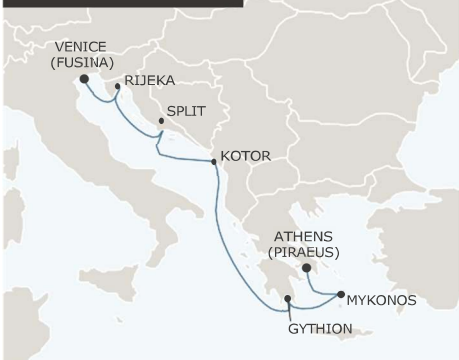 VENICE
(FUSINA)
RIJEKA
SPLIT
KOTOR
ATHENS
(PIRAEUS)
MYKONOS
GYTHION